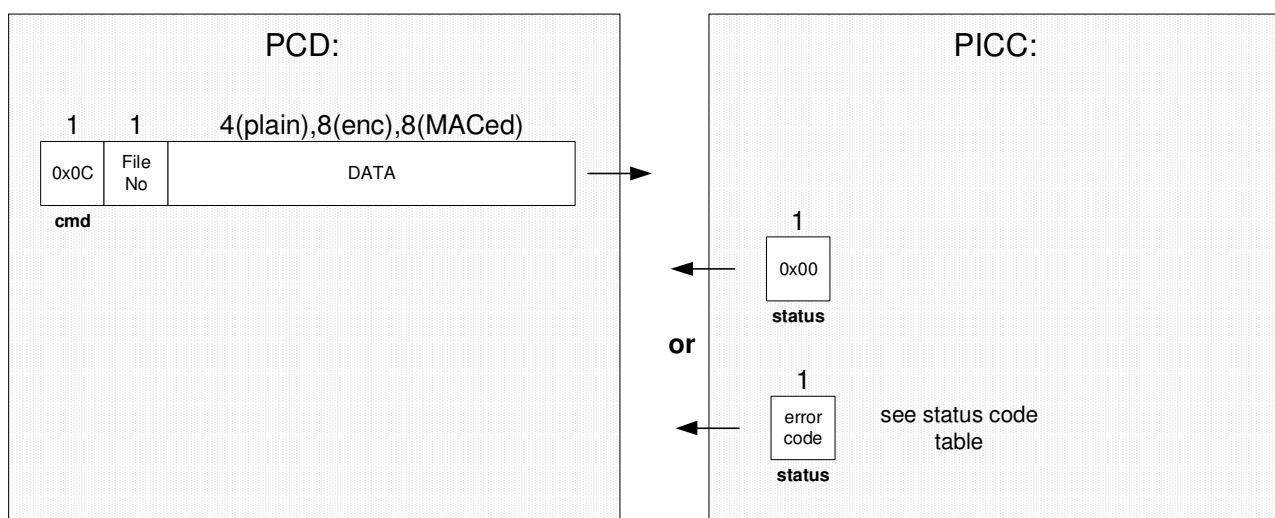 PCD:
PICC:
1 1 4(plain),8(enc),8(MACed)
0x0C File No DATA
cmd
1
0x00
status
or
1
error code
see status code table
status